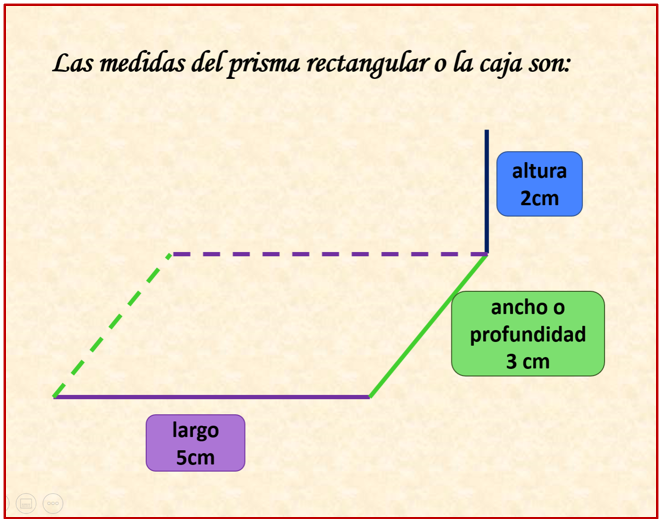 Las medidas del prisma rectangular o la caja son:
altura
2cm
ancho o
profundidad
3 cm
largo
5cm